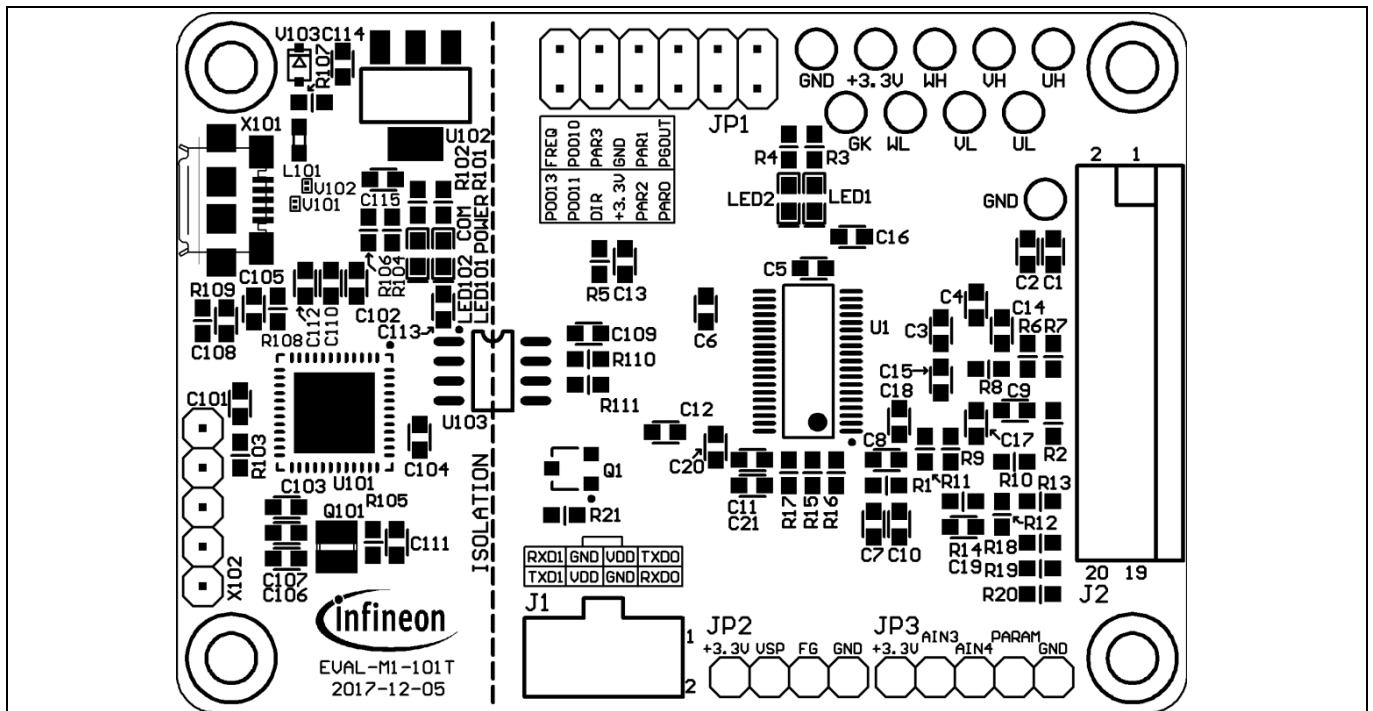 V103 C114
R107
X101
U102
L101
V102
V101
C115
R102
R101
COM
POWER
LED102
LED101
R106
R104
C105
R109
C108
R108
C112
C110
C102
C113
C101
R103
U101
C104
U103
C103
Q101
R105
C111
C107
C106
X102
infineon
EVAL-M1-101T
2017-12-05
ISOLATION
JP1
FREQ PDD10 PAR3 GND PAR1 PGOUT
PDD13 PDD11 DIR +3.3V PAR2 PAR0
GND +3.3V WH VH UH
GK WL VL UL
R4 R3
LED2 LED1
C16
C5
R5 C13
C6
C109
R110
R111
C12
C20
Q1
R21
C11
C21
R17
R15
R16
U1
GND
C2 C1
C4
C14
C3
R6
R7
C15
C18
R8
C9
C8
C17
R2
R9
R1
R11
R10
R13
R12
C7 C10
R14
C19
R18
R19
R20
2 1
20 19
J2
RXD1 GND VDD TXD0
TXD1 VDD GND RXD0
J1
1
2
JP2
+3.3V VSP FG GND
JP3
+3.3V AIN3 AIN4 PARAM GND